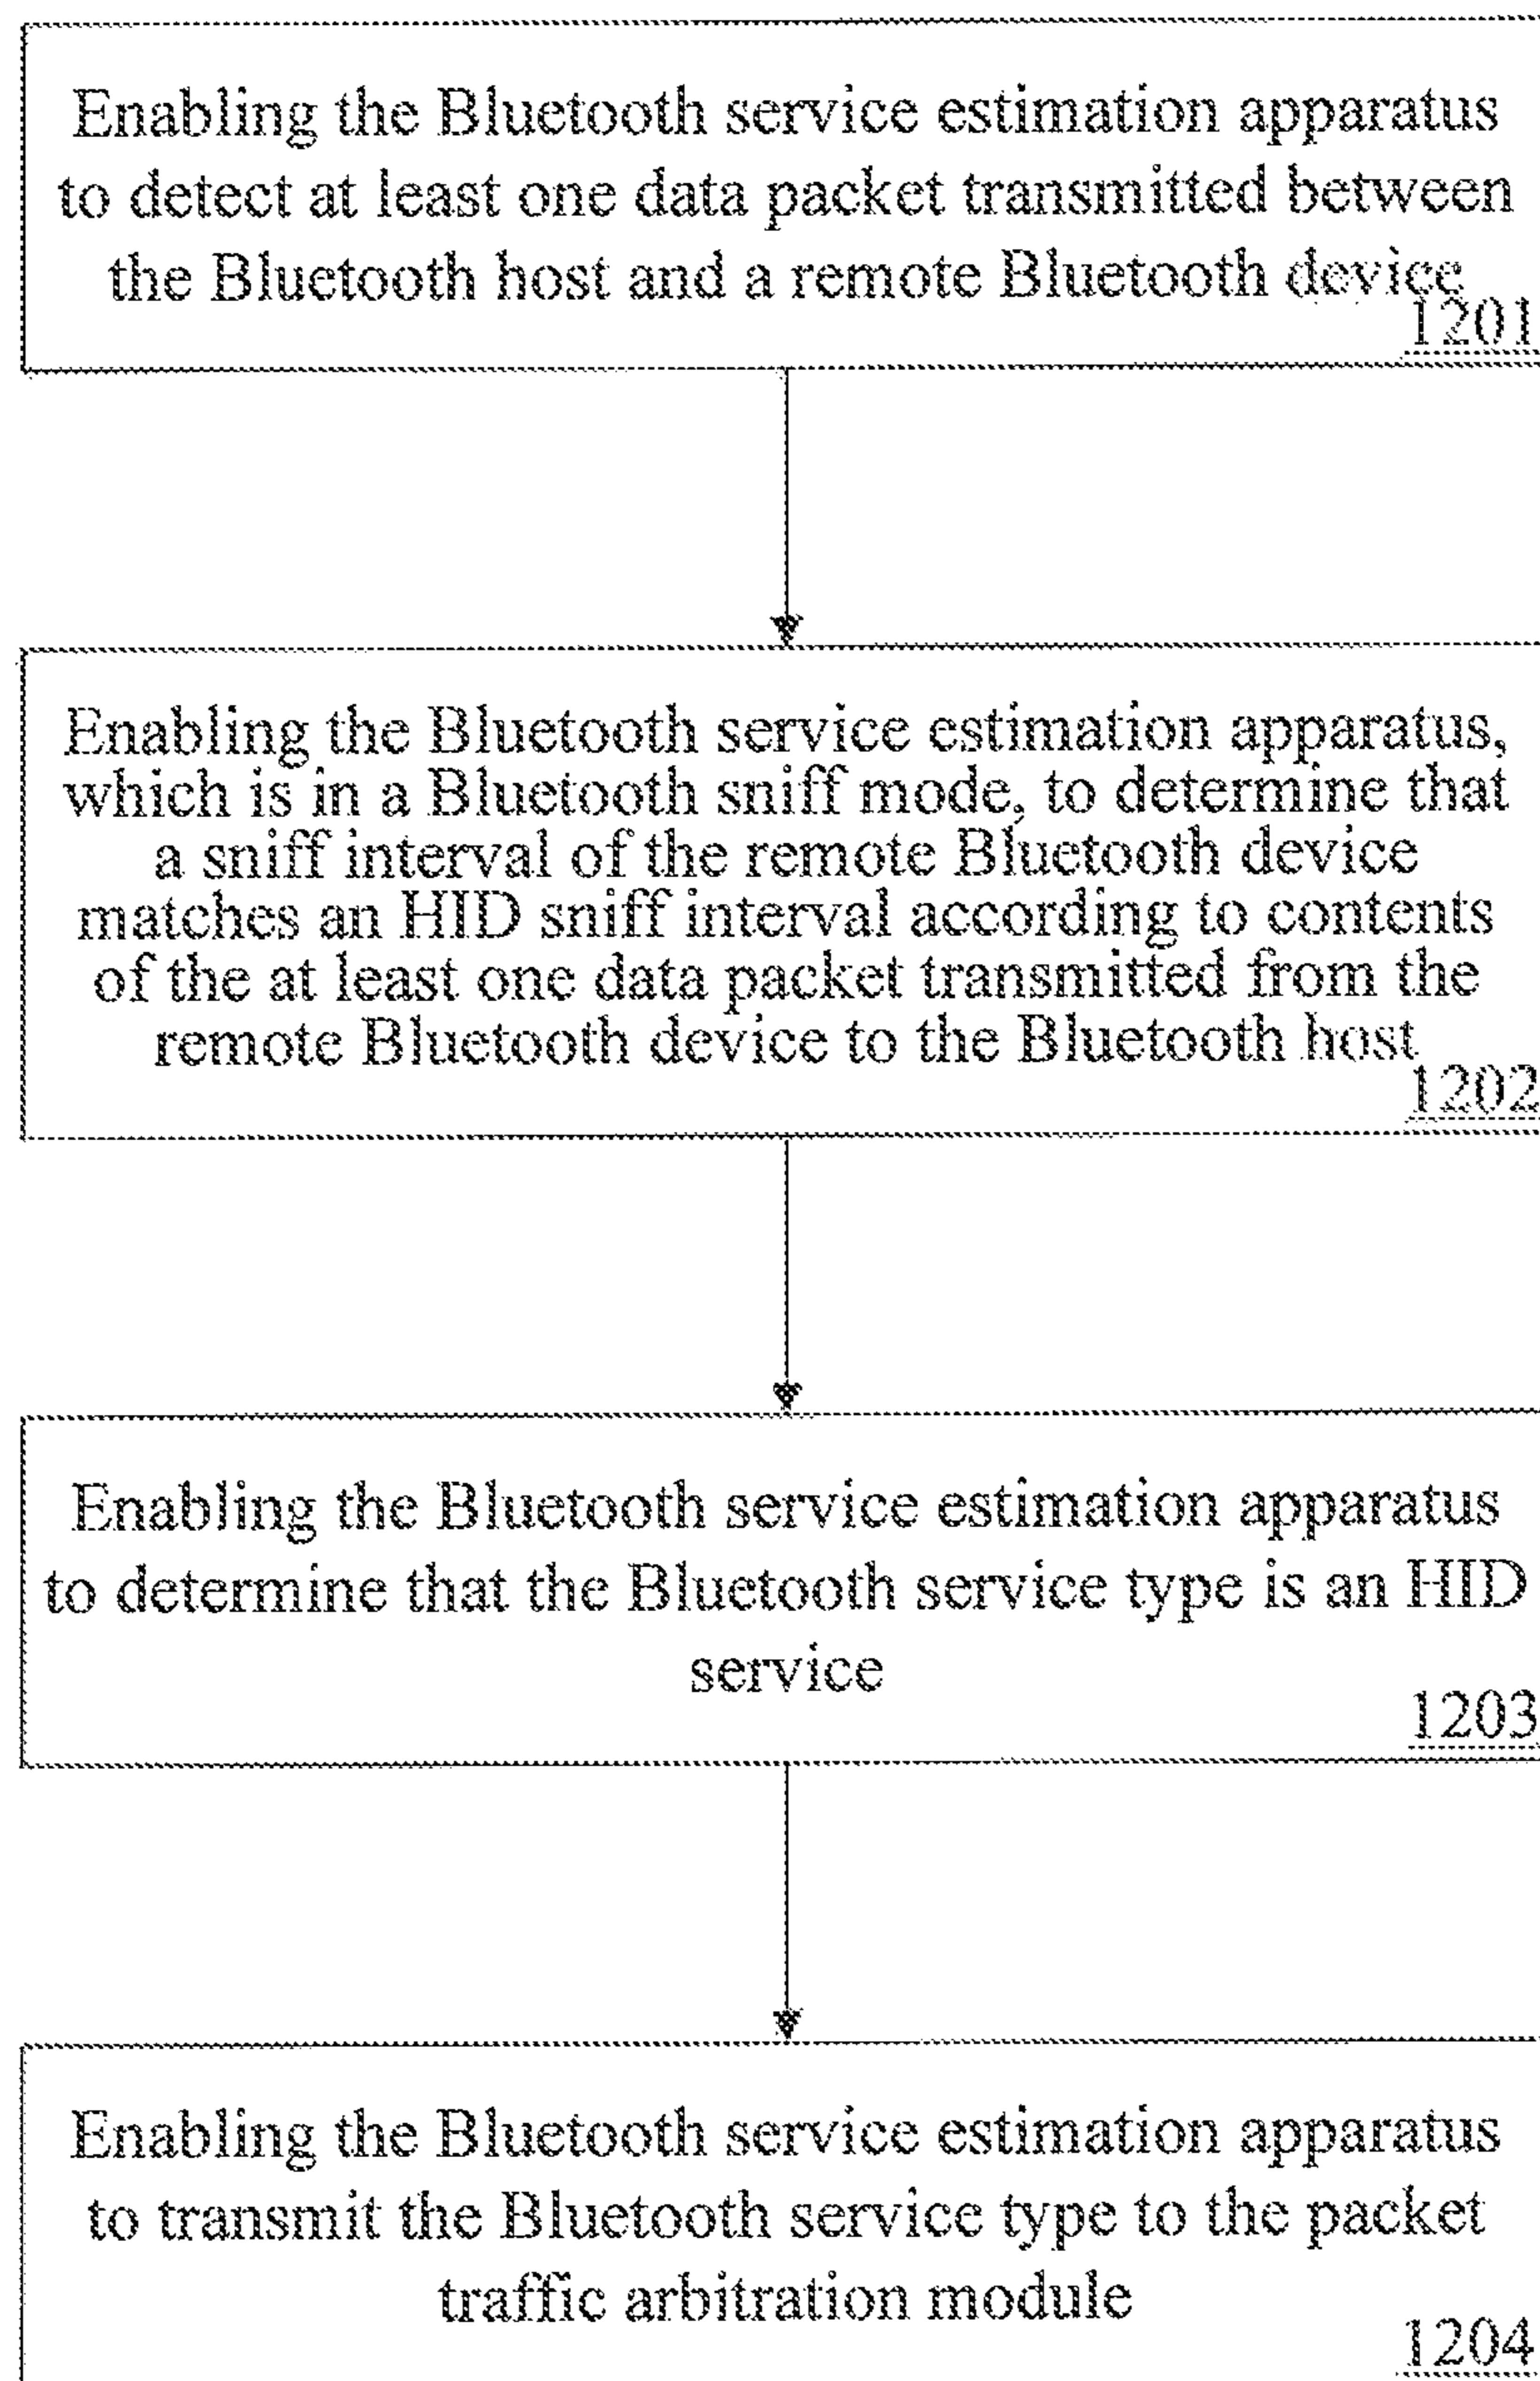 Enabling the Bluetooth service estimation apparatus
to detect at least one data packet transmitted between
the Bluetooth host and a remote Bluetooth device
1201
Enabling the Bluetooth service estimation apparatus,
which is in a Bluetooth sniff mode, to determine that
a sniff interval of the remote Bluetooth device
matches an HID sniff interval according to contents
of the at least one data packet transmitted from the
remote Bluetooth device to the Bluetooth host
1202
Enabling the Bluetooth service estimation apparatus
to determine that the Bluetooth service type is an HID
service
1203
Enabling the Bluetooth service estimation apparatus
to transmit the Bluetooth service type to the packet
traffic arbitration module
1204